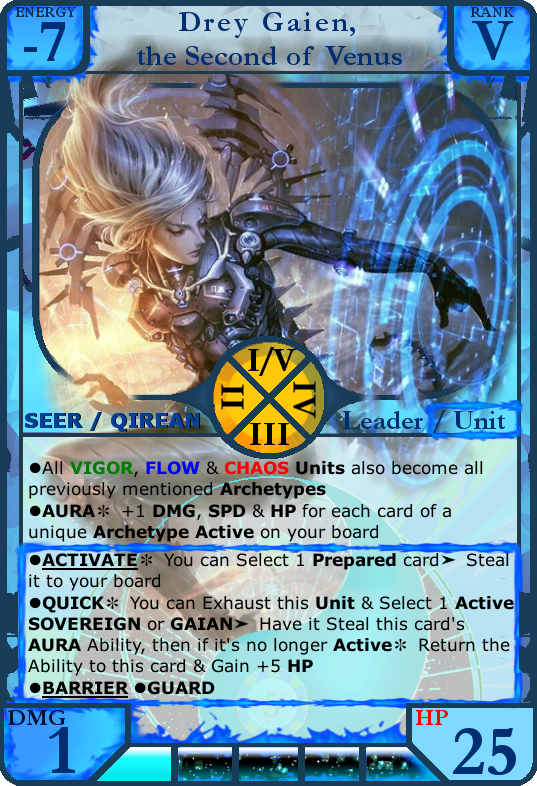 ENERGY
-7
Drey Gaien,
the Second of Venus
RANK
V
I/V
II
IV
III
SEER / QIREAN
Leader / Unit
●All VIGOR, FLOW & CHAOS Units also become all
previously mentioned Archetypes
●AURA✻ +1 DMG, SPD & HP for each card of a
unique Archetype Active on your board
●ACTIVATE✻ You can Select 1 Prepared card➤ Steal
it to your board
●QUICK✻ You can Exhaust this Unit & Select 1 Active
SOVEREIGN or GAIAN➤ Have it Steal this card's
AURA Ability, then if it's no longer Active✻ Return the
Ability to this card & Gain +5 HP
●BARRIER ●GUARD
DMG
1
HP
25